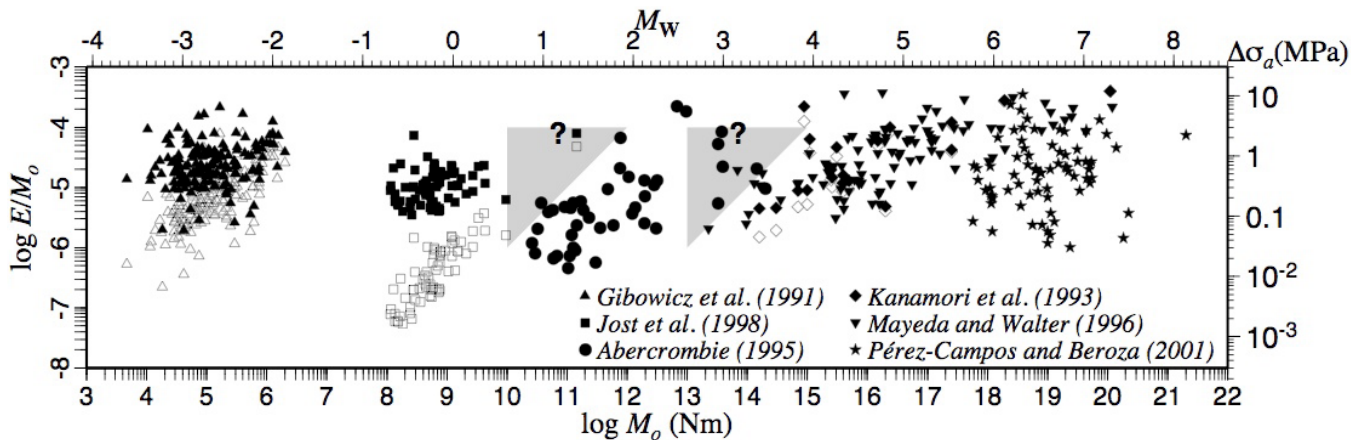 M_W
-4 -3 -2 -1 0 1 2 3 4 5 6 7 8
Δσ_a(MPa)
-3
-4
-5
-6
-7
-8
log E/M_o
? ?
10
1
0.1
10^-2
10^-3
▲ Gibowicz et al. (1991)
■ Jost et al. (1998)
● Abercrombie (1995)
◆ Kanamori et al. (1993)
▼ Mayeda and Walter (1996)
★ Pérez-Campos and Beroza (2001)
3 4 5 6 7 8 9 10 11 12 13 14 15 16 17 18 19 20 21 22
log M_o (Nm)